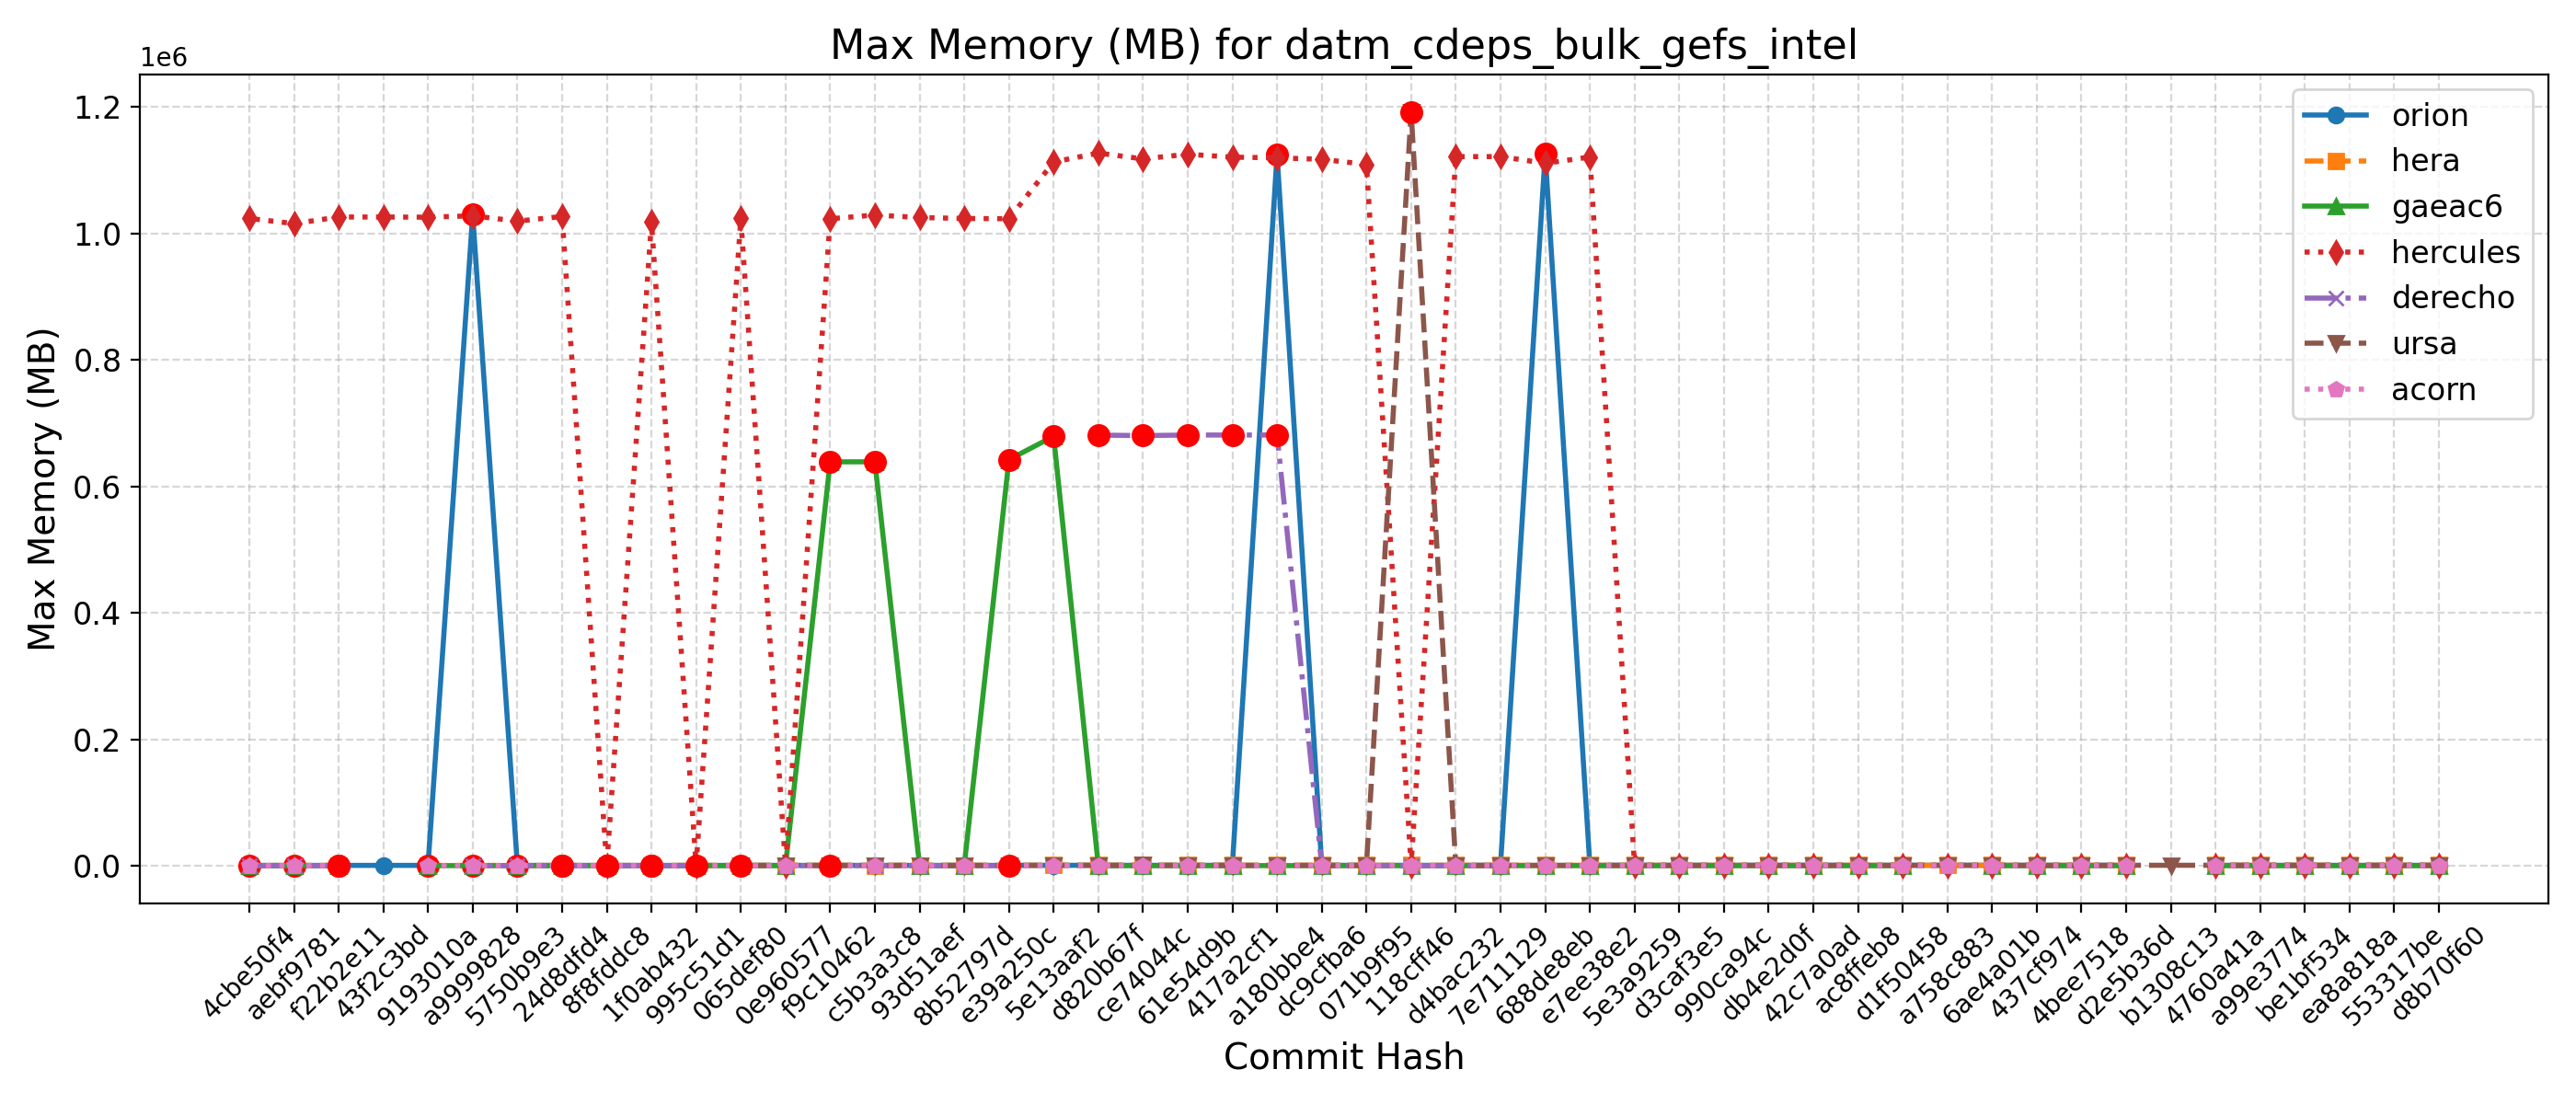 Max Memory (MB) for datm_cdeps_bulk_gefs_intel
1e6
1.2
1.0
0.8
0.6
0.4
0.2
0.0
Max Memory (MB)
orion
hera
gaeac6
hercules
derecho
ursa
acorn
4cbe50f4
aebf9781
f22b2e11
43f2c3bd
9193010a
a9999828
5750b9e3
24d8dfd4
8f8fddc8
1f0ab432
995c51d1
065def80
0e960577
f9c10462
c5b3a3c8
93d51aef
8b52797d
e39a250c
5e13aaf2
d820b67f
ce74044c
61e54d9b
417a2cf1
a180bbe4
dc9cfba6
071b9f95
118cff46
d4bac232
7e711129
688de8eb
e7ee38e2
5e3a9259
d3caf3e5
990ca94c
db4e2d0f
42c7a0ad
ac8ffeb8
d1f50458
a758c883
6ae4a01b
437cf974
4bee7518
d2e5b36d
b1308c13
4760a41a
a99e3774
be1bf534
ea8a818a
553317be
d8b70f60
Commit Hash